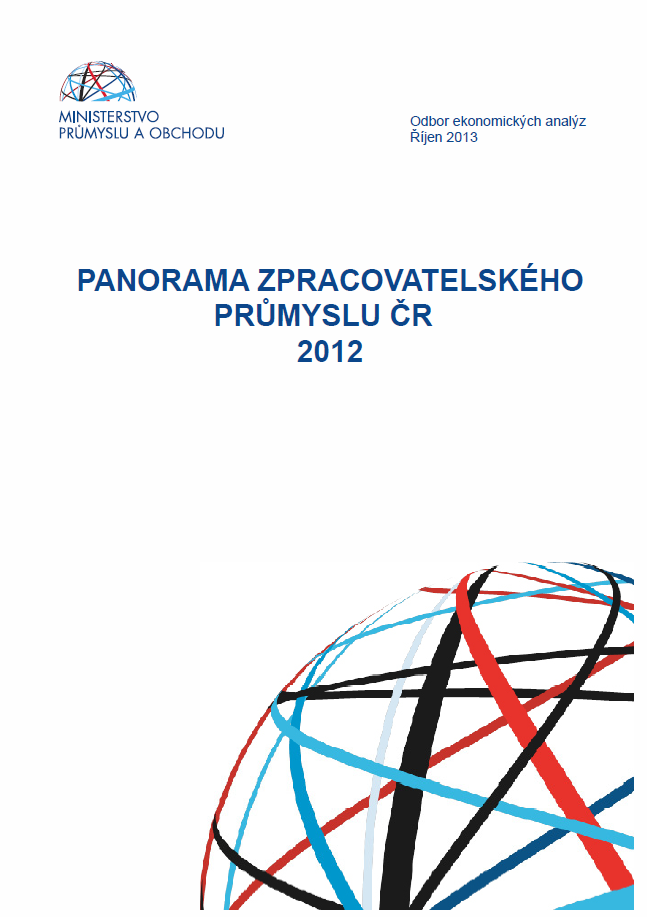 MINISTERSTVO
PRŮMYSLU A OBCHODU
Odbor ekonomických analýz
Říjen 2013
PANORAMA ZPRACOVATELSKÉHO
PRŮMYSLU ČR
2012